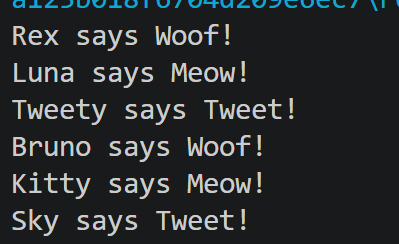 Rex says Woof!
Luna says Meow!
Tweety says Tweet!
Bruno says Woof!
Kitty says Meow!
Sky says Tweet!